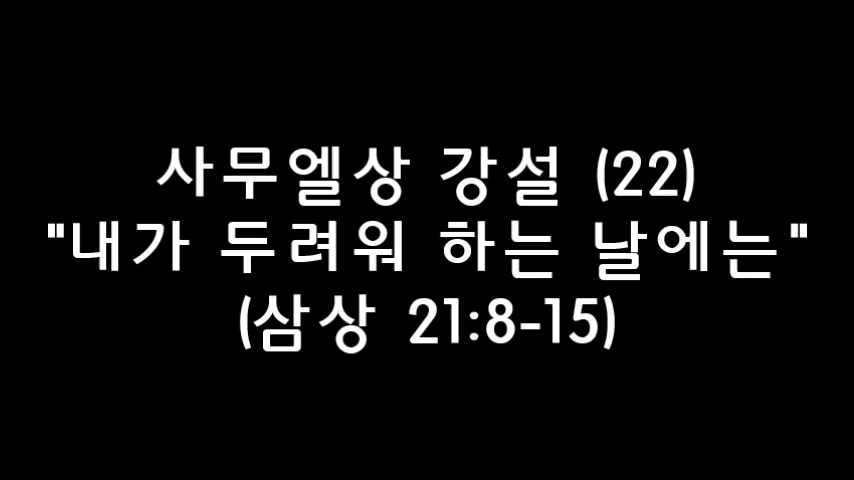 사무엘상 강설 (22)
"내가 두려워 하는 날에는"
(삼상 21:8-15)